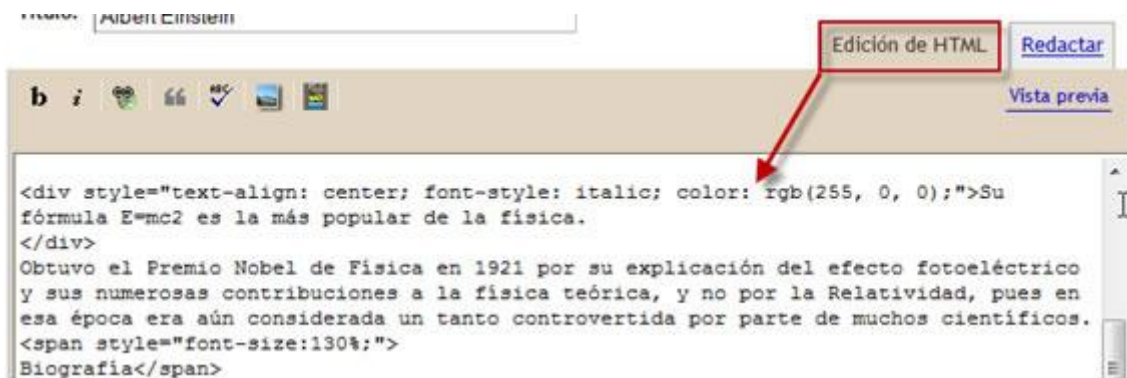 Título: Albert Einstein
Edición de HTML Redactar
b i ABC Vista previa
<div style="text-align: center; font-style: italic; color: rgb(255, 0, 0);">Su
fórmula E=mc2 es la más popular de la física.
</div>
Obtuvo el Premio Nobel de Física en 1921 por su explicación del efecto fotoeléctrico
y sus numerosas contribuciones a la física teórica, y no por la Relatividad, pues en
esa época era aún considerada un tanto controvertida por parte de muchos científicos.
<span style="font-size:130%;">
Biografía</span>